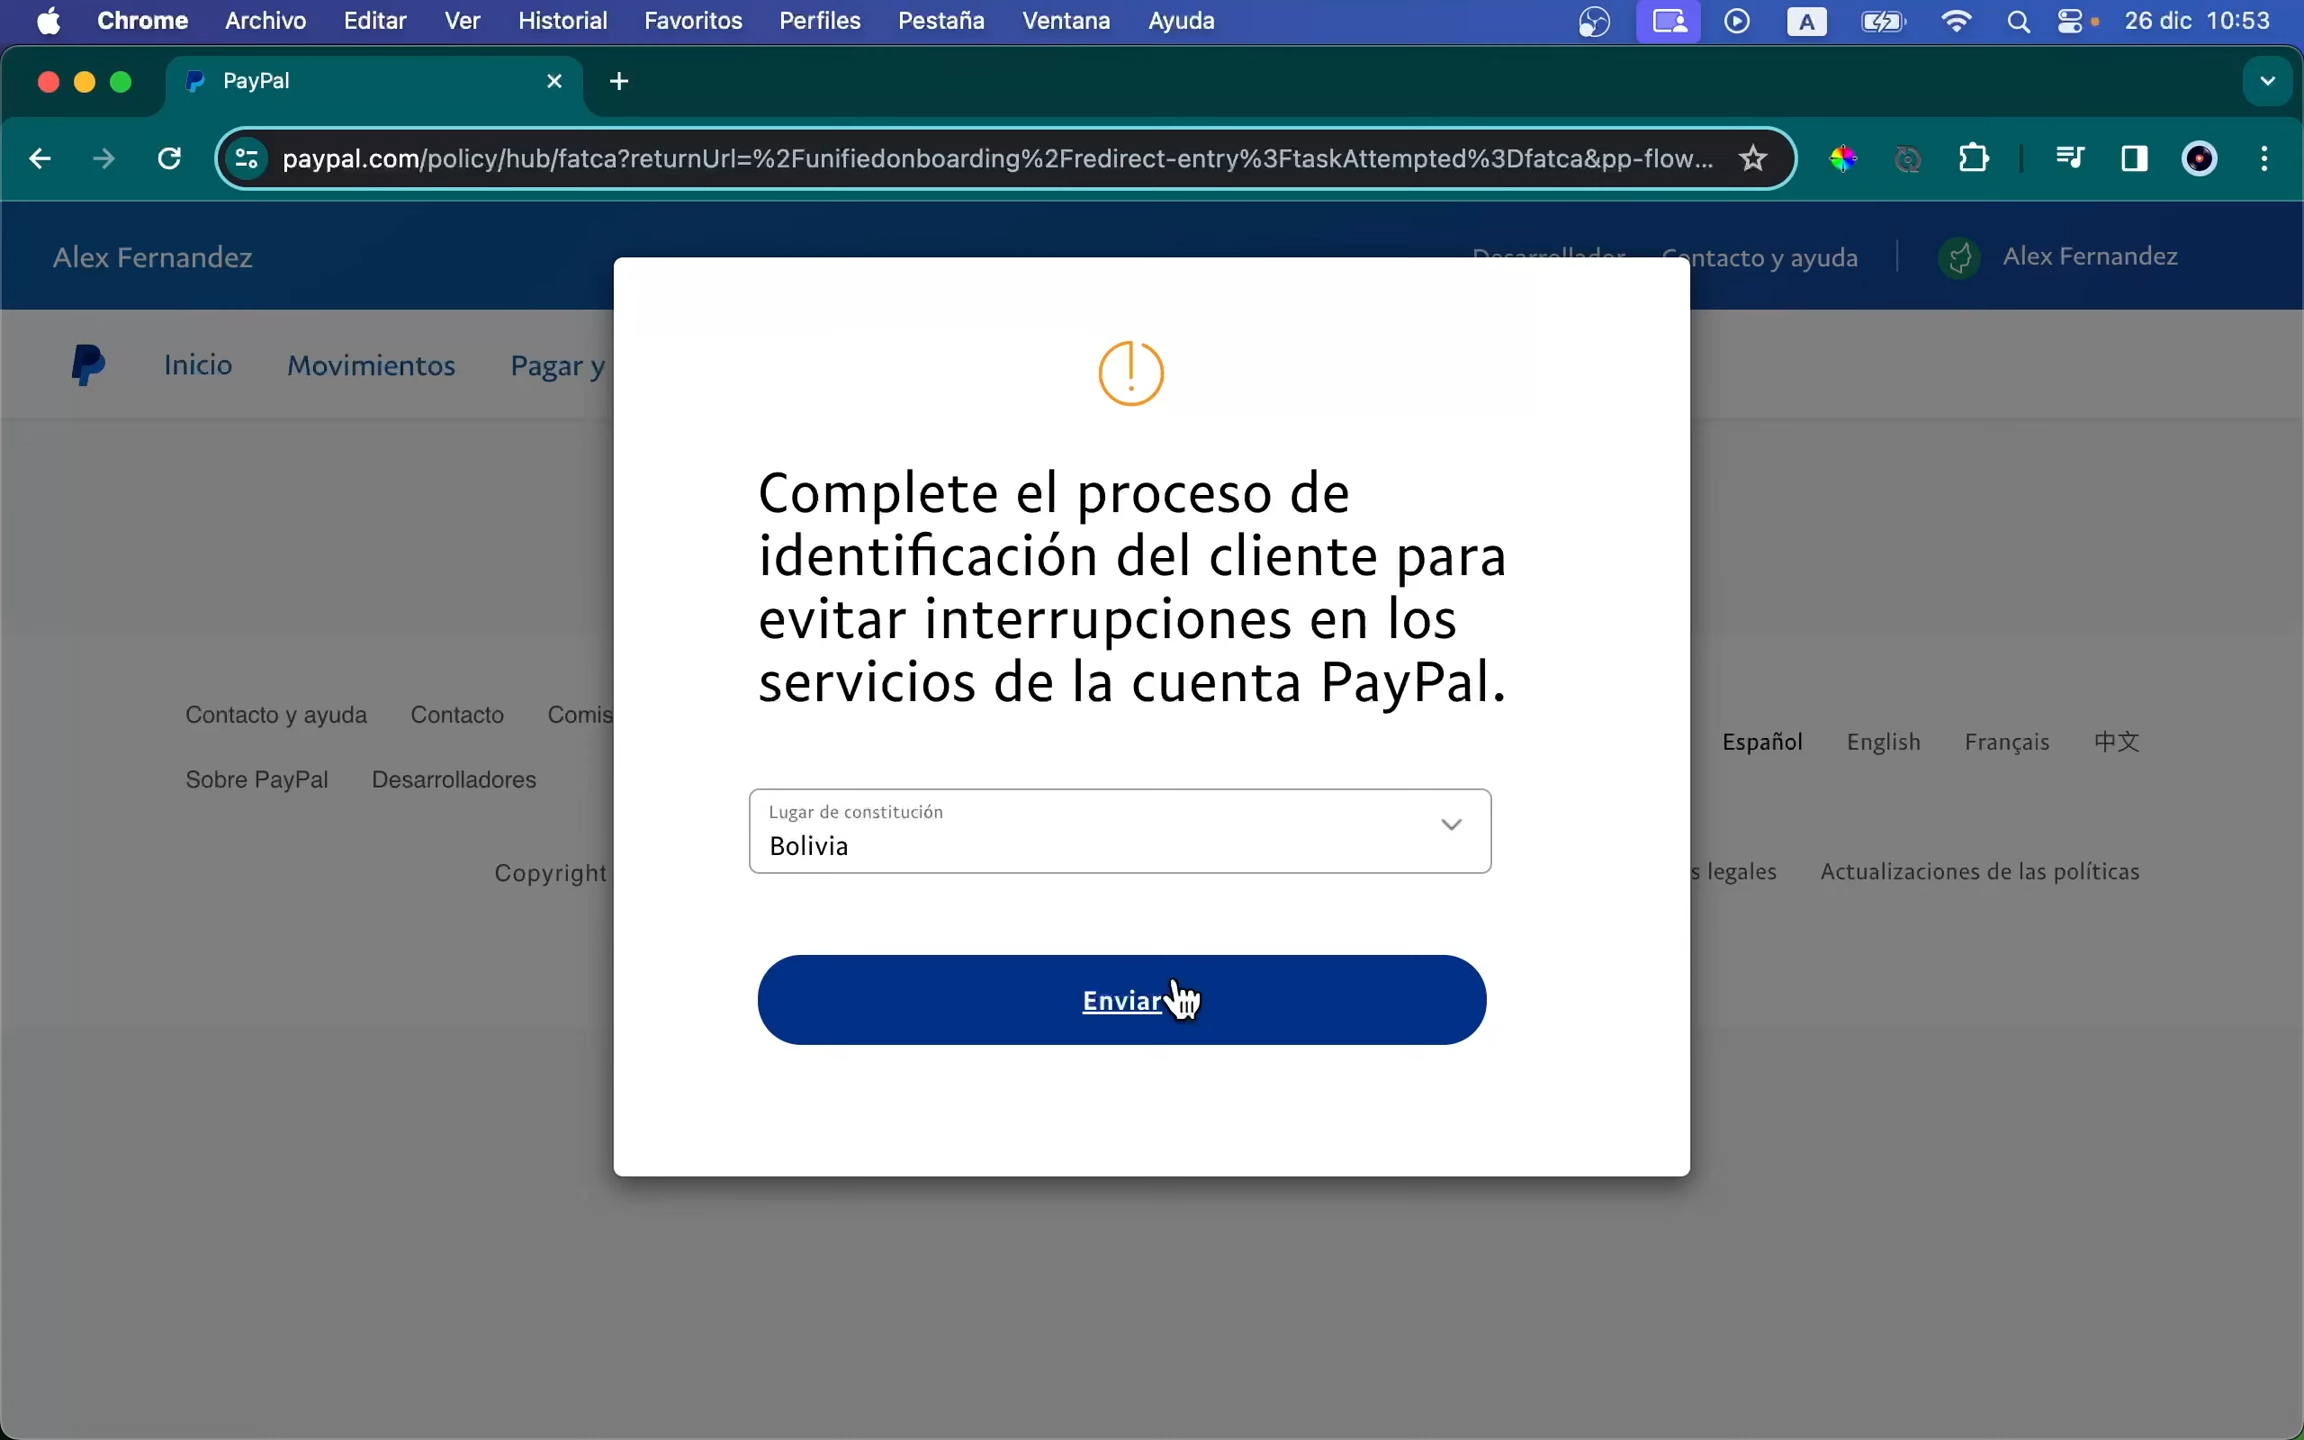 Chrome Archivo Editar Ver Historial Favoritos Perfiles Pestaña Ventana Ayuda A 26 dic 10:53
PayPal
paypal.com/policy/hub/fatca?returnUrl=%2Funifiedonboarding%2Fredirect-entry%3FtaskAttempted%3Dfatca&pp-flow...
Alex Fernandez Desarrollador Contacto y ayuda Alex Fernandez
Inicio Movimientos Pagar y
Complete el proceso de
identificación del cliente para
evitar interrupciones en los
servicios de la cuenta PayPal.
Contacto y ayuda Contacto Comis
Español English Français 中文
Sobre PayPal Desarrolladores
Lugar de constitución
Bolivia
Copyright s legales Actualizaciones de las políticas
Enviar